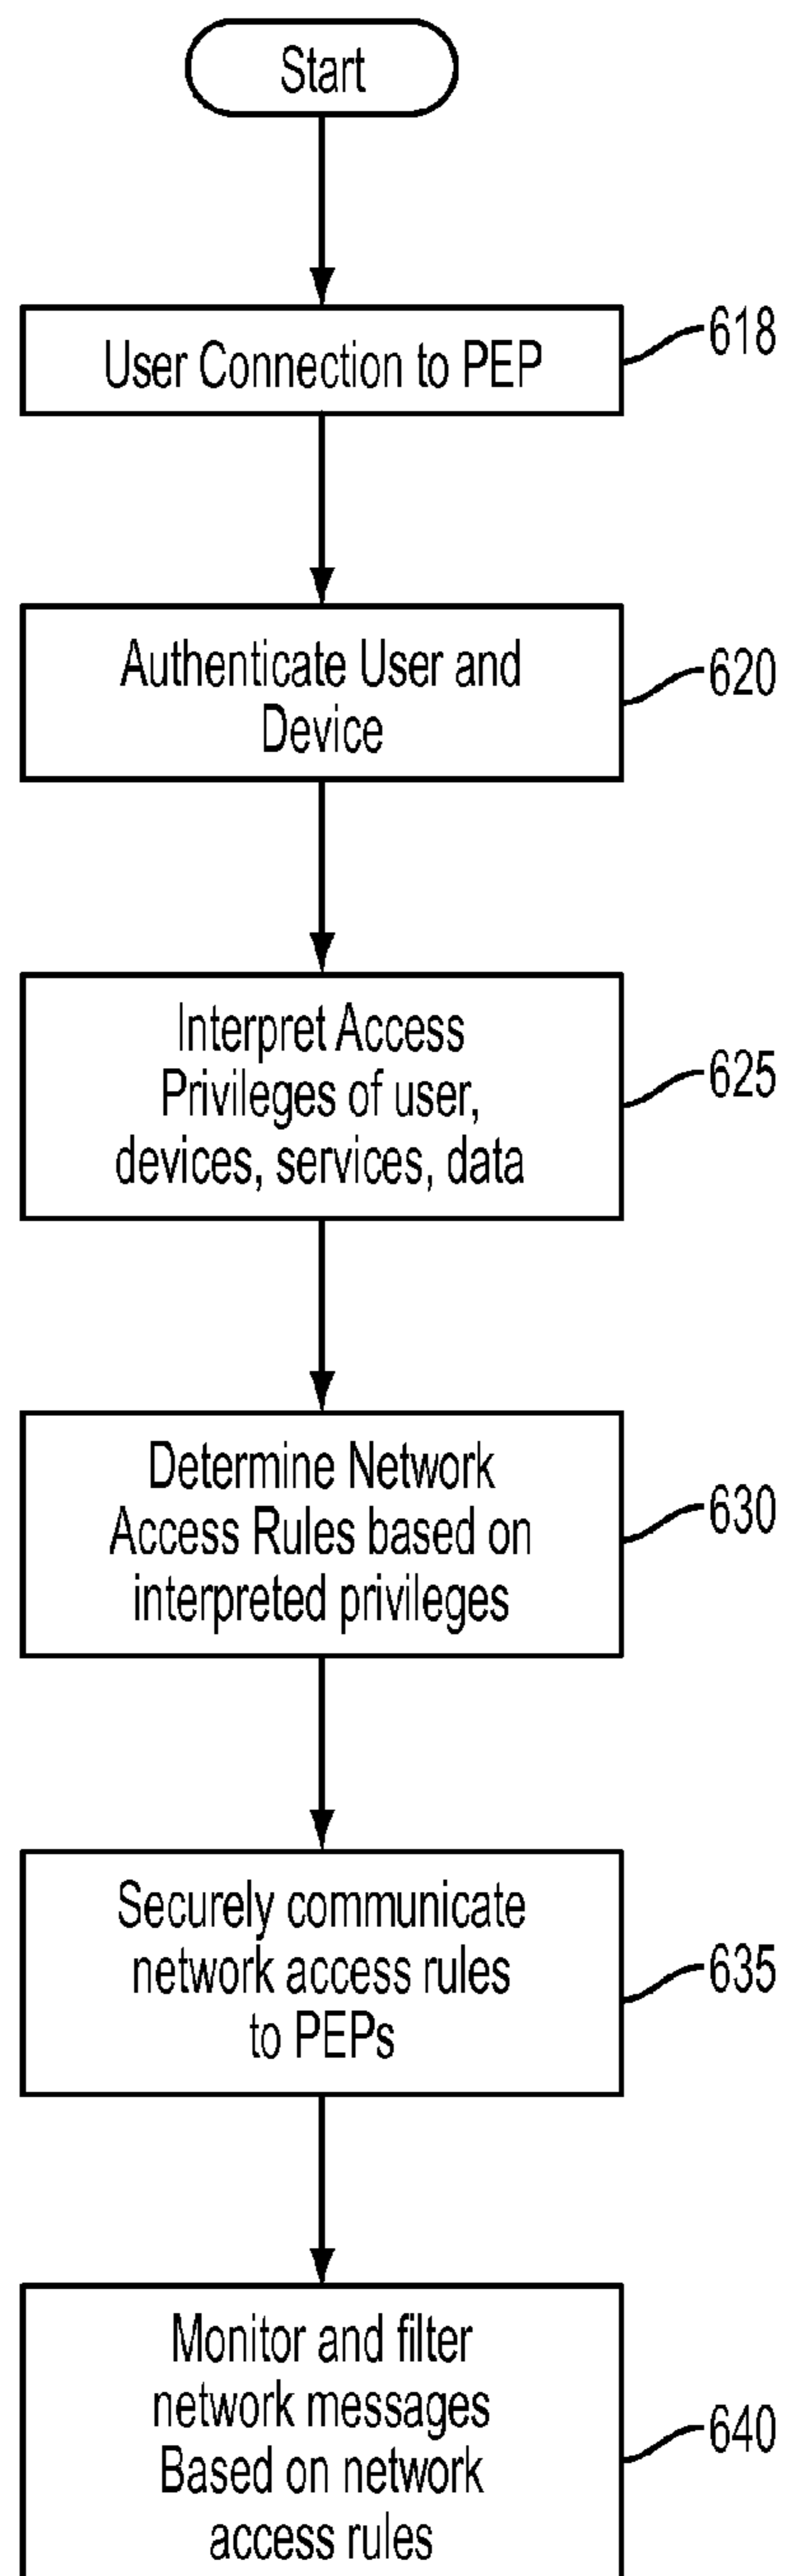 Start
User Connection to PEP
618
Authenticate User and
Device
620
Interpret Access
Privileges of user,
devices, services, data
625
Determine Network
Access Rules based on
interpreted privileges
630
Securely communicate
network access rules
to PEPs
635
Monitor and filter
network messages
Based on network
access rules
640